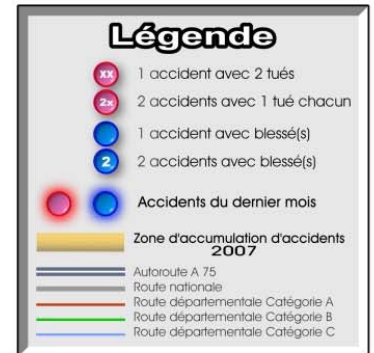 Légende
xx 1 accident avec 2 tués
2x 2 accidents avec 1 tué chacun
1 accident avec blessé(s)
2 2 accidents avec blessé(s)
Accidents du dernier mois
Zone d'accumulation d'accidents
2007
Autoroute A 75
Route nationale
Route départementale Catégorie A
Route départementale Catégorie B
Route départementale Catégorie C